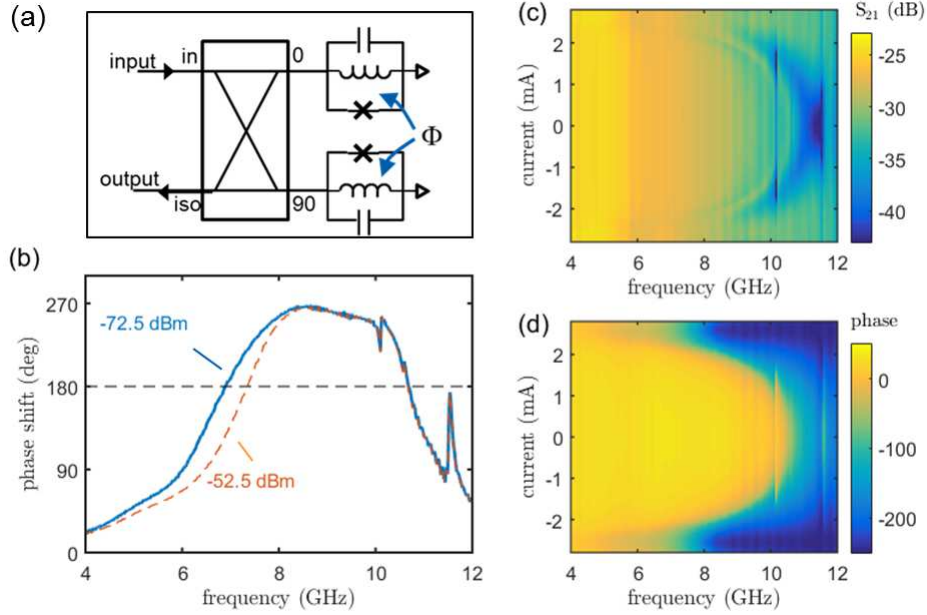 (a)
in
0
input
Φ
output
iso
90
(b)
270
180
90
0
phase shift (deg)
-72.5 dBm
-52.5 dBm
4 6 8 10 12
frequency (GHz)
(c)
S21 (dB)
2
1
0
-1
-2
current (mA)
4 6 8 10 12
frequency (GHz)
-25
-30
-35
-40
(d)
phase
2
1
0
-1
-2
current (mA)
4 6 8 10 12
frequency (GHz)
0
-100
-200